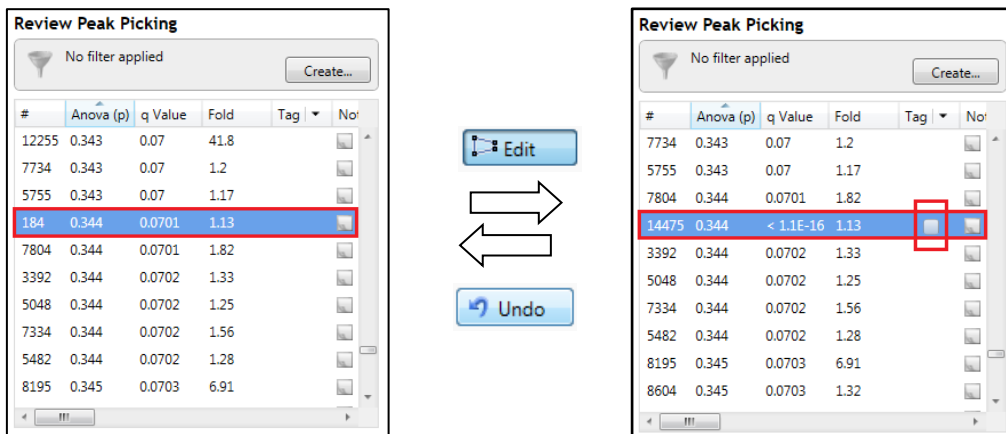 Review Peak Picking
No filter applied
Create...
# Anova (p) q Value Fold Tag Not
12255 0.343 0.07 41.8
7734 0.343 0.07 1.2
5755 0.343 0.07 1.17
184 0.344 0.0701 1.13
7804 0.344 0.0701 1.82
3392 0.344 0.0702 1.33
5048 0.344 0.0702 1.25
7334 0.344 0.0702 1.56
5482 0.344 0.0702 1.28
8195 0.345 0.0703 6.91
Edit
Undo
Review Peak Picking
No filter applied
Create...
# Anova (p) q Value Fold Tag Not
7734 0.343 0.07 1.2
5755 0.343 0.07 1.17
7804 0.344 0.0701 1.82
14475 0.344 < 1.1E-16 1.13
3392 0.344 0.0702 1.33
5048 0.344 0.0702 1.25
7334 0.344 0.0702 1.56
5482 0.344 0.0702 1.28
8195 0.345 0.0703 6.91
8604 0.345 0.0703 1.32